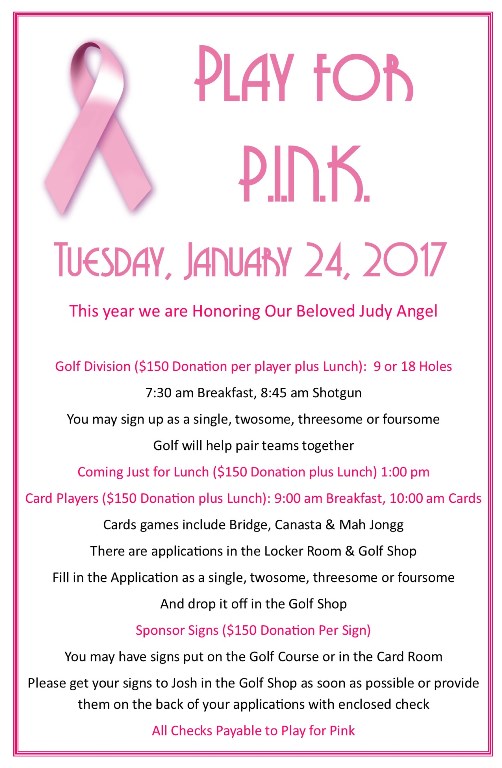 Play for
P.I.N.K.
Tuesday, January 24, 2017
This year we are Honoring Our Beloved Judy Angel
Golf Division ($150 Donation per player plus Lunch):  9 or 18 Holes
7:30 am Breakfast, 8:45 am Shotgun
You may sign up as a single, twosome, threesome or foursome
Golf will help pair teams together
Coming Just for Lunch ($150 Donation plus Lunch) 1:00 pm
Card Players ($150 Donation plus Lunch): 9:00 am Breakfast, 10:00 am Cards
Cards games include Bridge, Canasta & Mah Jongg
There are applications in the Locker Room & Golf Shop
Fill in the Application as a single, twosome, threesome or foursome
And drop it off in the Golf Shop
Sponsor Signs ($150 Donation Per Sign)
You may have signs put on the Golf Course or in the Card Room
Please get your signs to Josh in the Golf Shop as soon as possible or provide
them on the back of your applications with enclosed check
All Checks Payable to Play for Pink